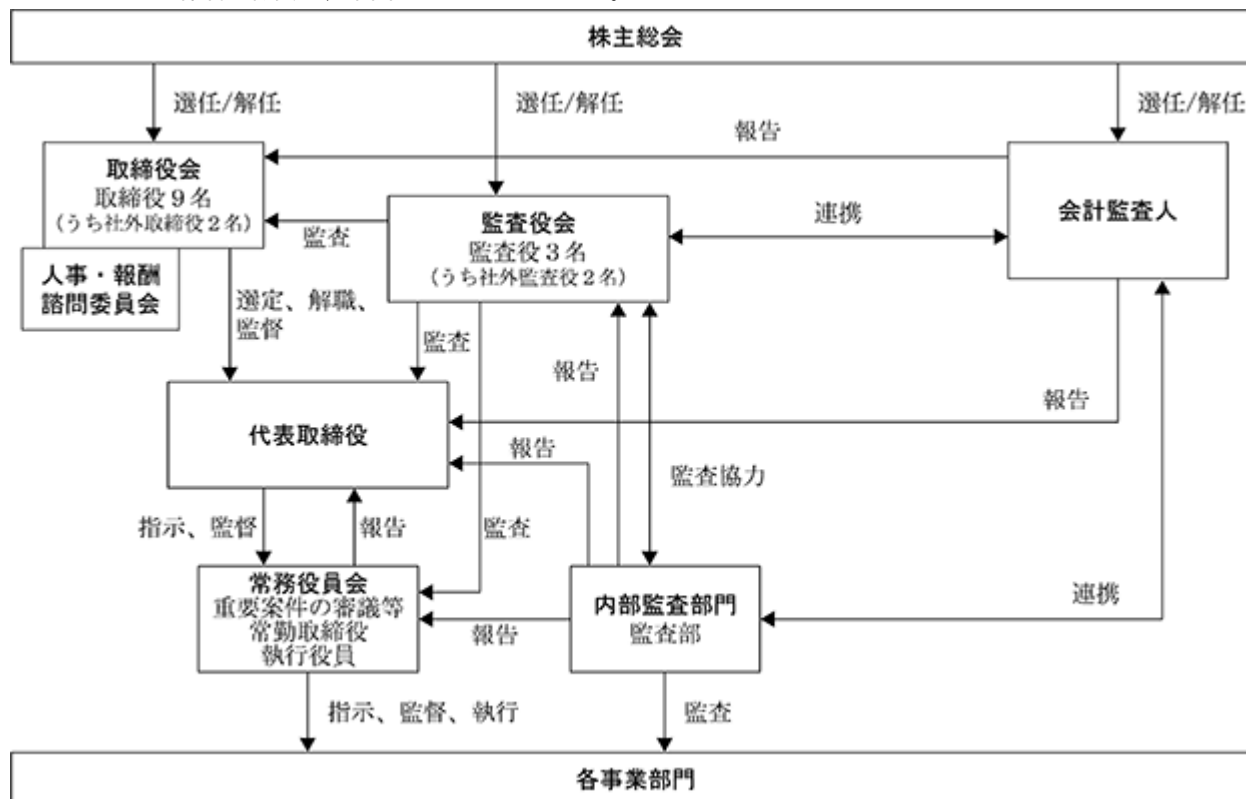 株主総会
選任/解任
選任/解任
選任/解任
報告
取締役会
取締役９名
（うち社外取締役２名）
人事・報酬
諮問委員会
監査
監査役会
監査役３名
（うち社外監査役２名）
連携
会計監査人
選定、解職、
監督
監査
報告
報告
代表取締役
報告
監査協力
指示、監督
報告
監査
常務役員会
重要案件の審議等
常勤取締役
執行役員
報告
内部監査部門
監査部
連携
指示、監督、執行
監査
各事業部門